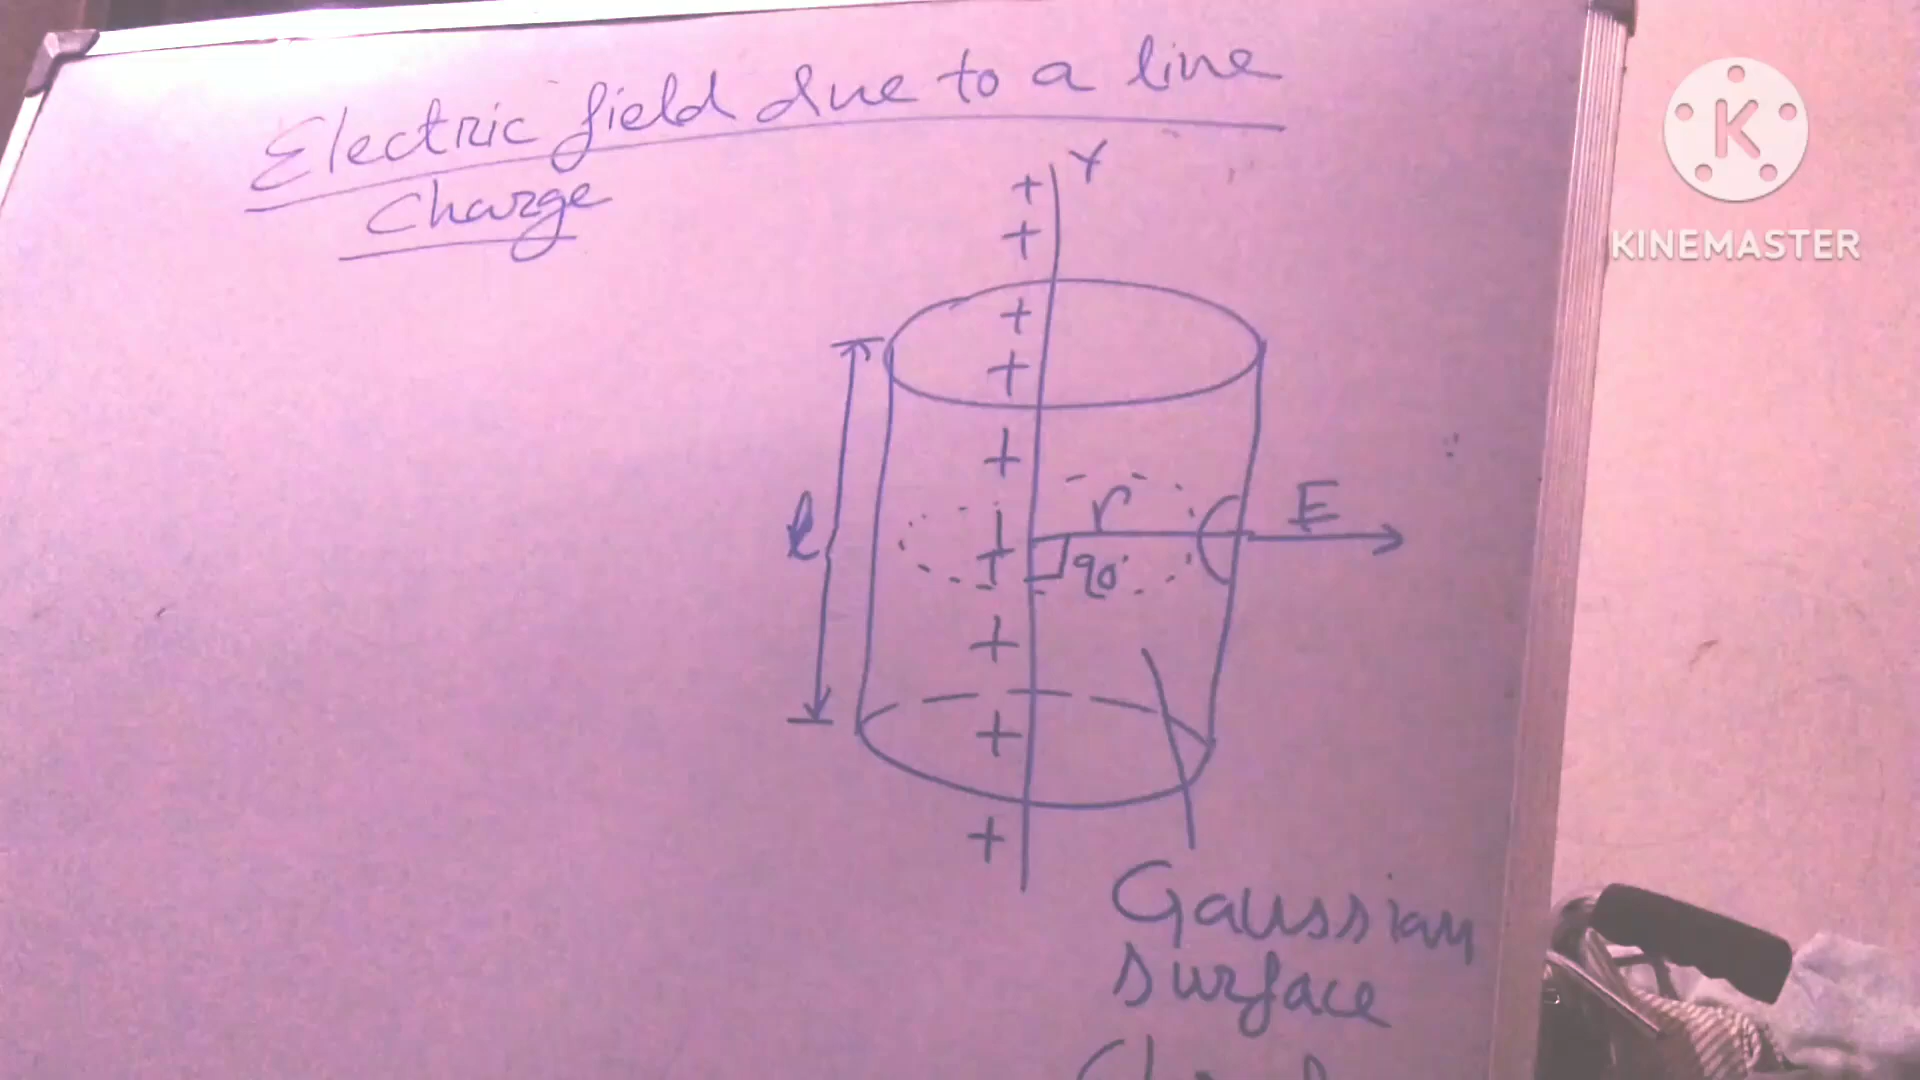 Electric field due to a line
charge
Y
+
+
+
+
+
+
+
+
+
l
r
E
90°
Gaussian
surface
K
KINEMASTER